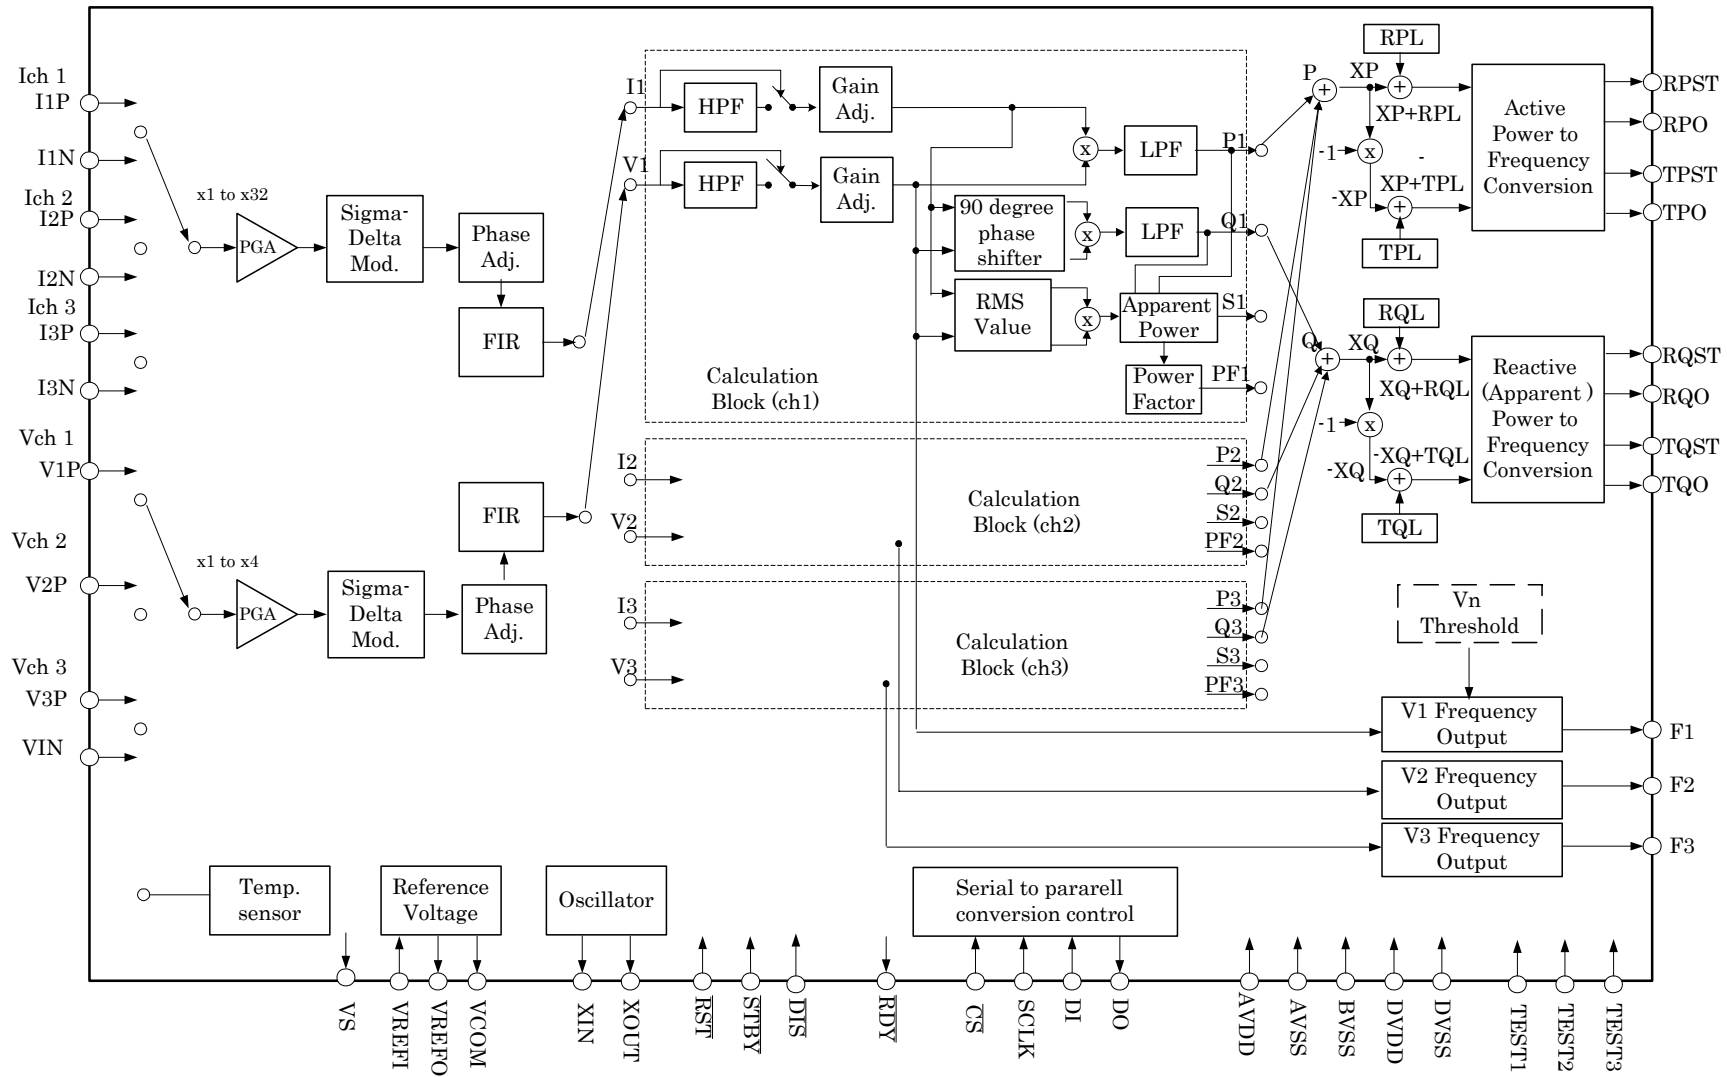 Ich 1
I1P
I1N
Ich 2
I2P
I2N
Ich 3
I3P
I3N
Vch 1
V1P
Vch 2
V2P
Vch 3
V3P
VIN
x1 to x32
PGA
Sigma-
Delta
Mod.
Phase
Adj.
FIR
x1 to x4
PGA
Sigma-
Delta
Mod.
Phase
Adj.
FIR
I1
HPF
Gain
Adj.
V1
HPF
Gain
Adj.
x
LPF
P1
90 degree
phase
shifter
x
LPF
Q1
RMS
Value
x
Apparent
Power
S1
Power
Factor
PF1
Calculation
Block (ch1)
I2
V2
Calculation
Block (ch2)
P2
Q2
S2
PF2
I3
V3
Calculation
Block (ch3)
P3
Q3
S3
PF3
P
+
XP
RPL
+
XP+RPL
-1
x
-
XP+TPL
-XP
+
TPL
Active
Power to
Frequency
Conversion
RPST
RPO
TPST
TPO
Q
+
XQ
RQL
+
XQ+RQL
-1
x
-XQ+TQL
-XQ
+
TQL
Reactive
(Apparent )
Power to
Frequency
Conversion
RQST
RQO
TQST
TQO
Vn
Threshold
V1 Frequency
Output
F1
V2 Frequency
Output
F2
V3 Frequency
Output
F3
Temp.
sensor
Reference
Voltage
Oscillator
Serial to pararell
conversion control
VS
VREFI
VREFO
VCOM
XIN
XOUT
RST
STBY
DIS
RDY
CS
SCLK
DI
DO
AVDD
AVSS
BVSS
DVDD
DVSS
TEST1
TEST2
TEST3